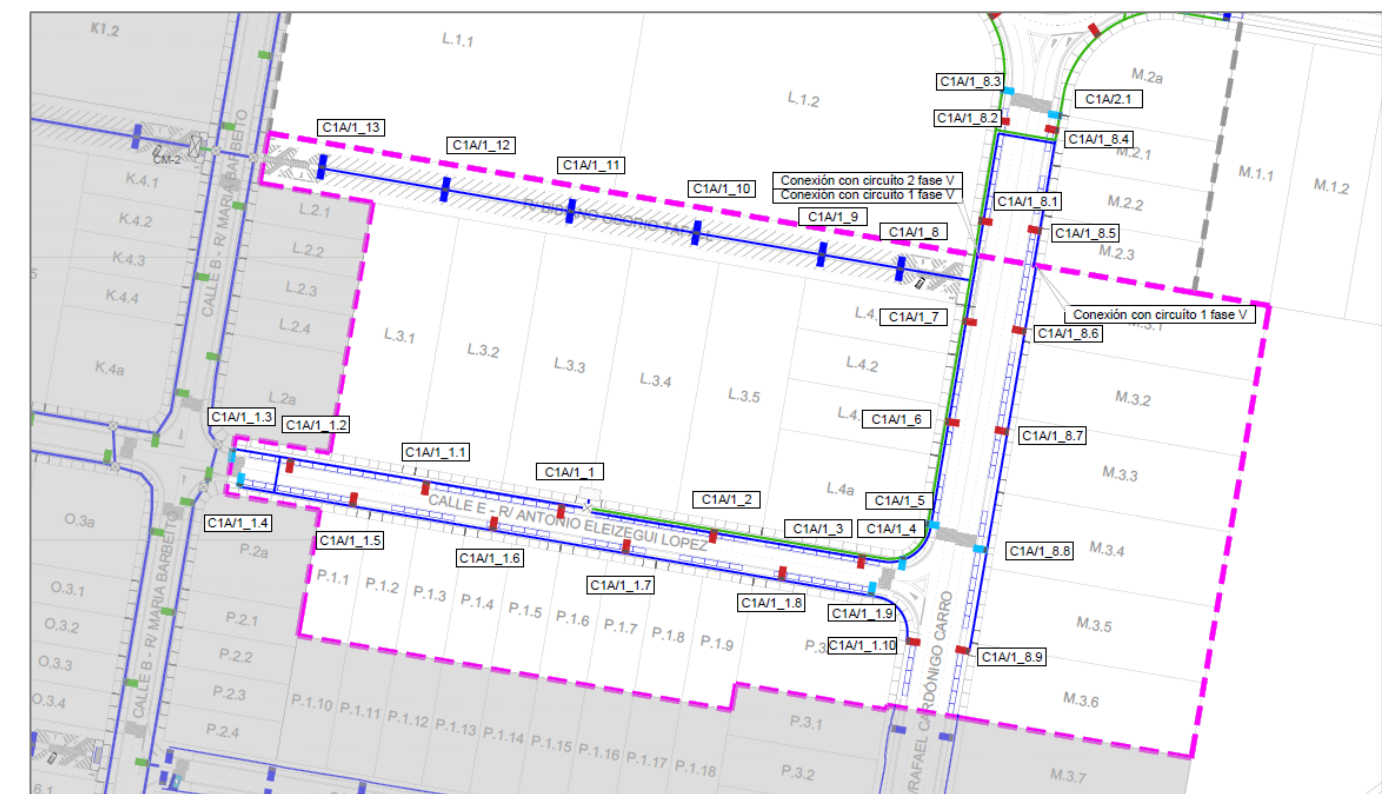 K1.2
L.1.1
L.1.2
M.2a
C1A/1_8.3
C1A/2.1
C1A/1_13
C1A/1_12
C1A/1_11
C1A/1_10
C1A/1_9
C1A/1_8
C1A/1_8.2
C1A/1_8.4
M.2.1
M.1.1
M.1.2
CM-2
Conexión con circuíto 2 fase V
Conexión con circuíto 1 fase V
C1A/1_8.1
M.2.2
C1A/1_8.5
M.2.3
K.4.1
K.4.2
K.4.3
K.4.4
K.4a
CALLE B - R/ MARIA BARBEITO
L.2.1
L.2.2
L.2.3
L.2.4
L.2a
L.3.1
L.3.2
L.3.3
L.3.4
L.3.5
C1A/1_7
L.4.2
L.4a
Conexión con circuíto 1 fase V
C1A/1_8.6
M.3.2
C1A/1_6
C1A/1_8.7
M.3.3
C1A/1_1.3
C1A/1_1.2
C1A/1_1.1
C1A/1_1
C1A/1_2
C1A/1_3
C1A/1_4
C1A/1_5
CALLE E - R/ ANTONIO ELEIZEGUI LOPEZ
C1A/1_1.4
C1A/1_1.5
C1A/1_1.6
C1A/1_1.7
C1A/1_1.8
C1A/1_1.9
C1A/1_1.10
C1A/1_8.8
M.3.4
C1A/1_8.9
M.3.5
M.3.6
M.3.7
O.3a
O.3.1
O.3.2
O.3.3
O.3.4
CALLE B - R/ MARIA BARBEITO
P.2a
P.2.1
P.2.2
P.2.3
P.2.4
P.1.1
P.1.2
P.1.3
P.1.4
P.1.5
P.1.6
P.1.7
P.1.8
P.1.9
P.1.10
P.1.11
P.1.12
P.1.13
P.1.14
P.1.15
P.1.16
P.1.17
P.1.18
P.3.1
P.3.2
/RAFAEL CARDÓNIGO CARRO
6.1